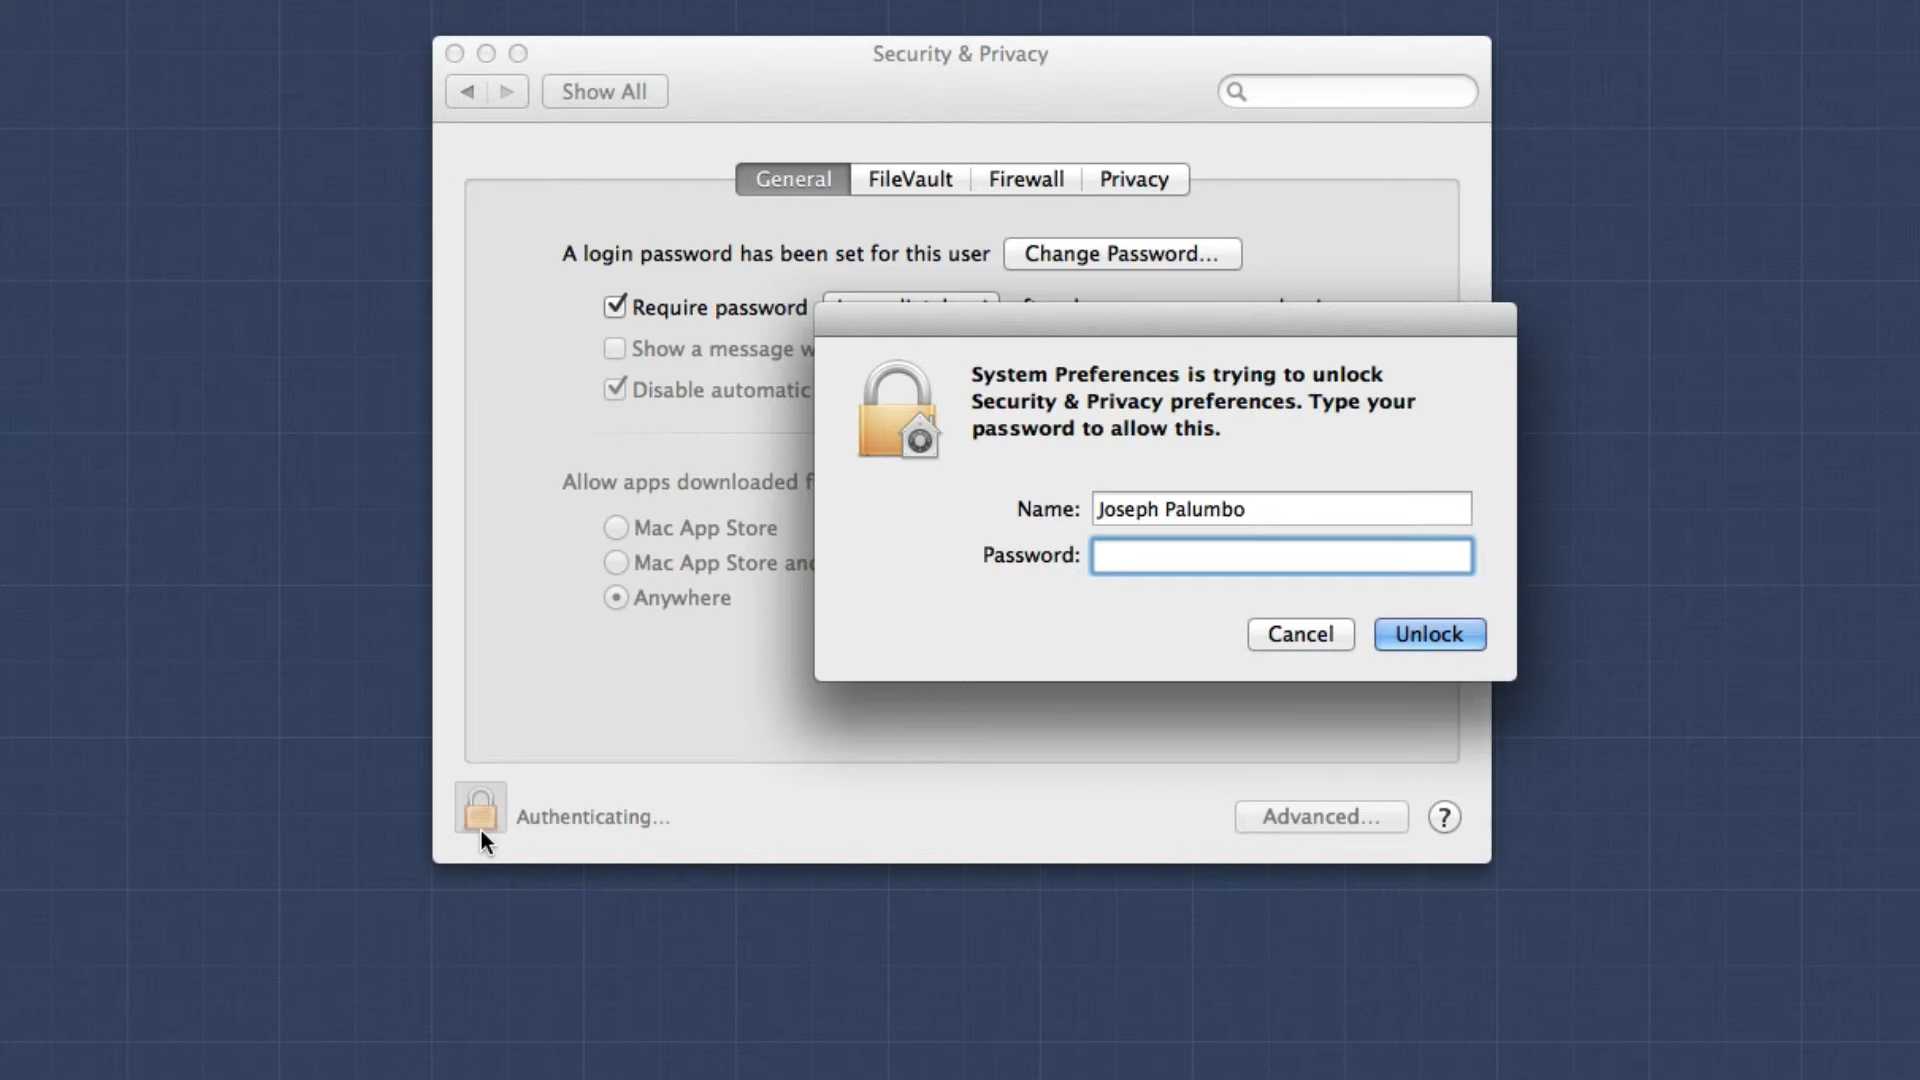 Security & Privacy
Show All
General FileVault Firewall Privacy
A login password has been set for this user Change Password...
Require password
Show a message
Disable automatic
Allow apps downloaded
Mac App Store
Mac App Store
Anywhere
System Preferences is trying to unlock
Security & Privacy preferences. Type your
password to allow this.
Name: Joseph Palumbo
Password:
Cancel Unlock
Authenticating...
Advanced... ?